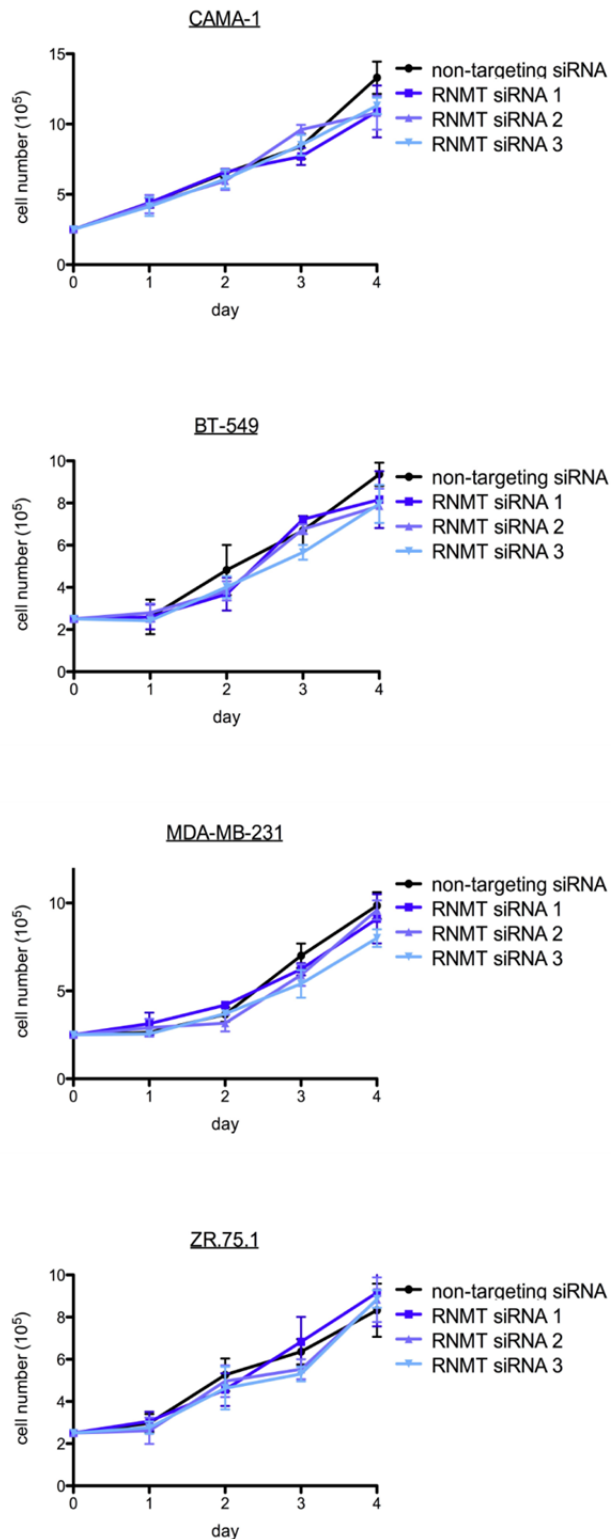 CAMA-1
15
10
5
0
cell number (10⁵)
0 1 2 3 4
day
non-targeting siRNA
RNMT siRNA 1
RNMT siRNA 2
RNMT siRNA 3
BT-549
10
8
6
4
2
0
cell number (10⁵)
0 1 2 3 4
day
non-targeting siRNA
RNMT siRNA 1
RNMT siRNA 2
RNMT siRNA 3
MDA-MB-231
10
5
0
cell number (10⁵)
0 1 2 3 4
day
non-targeting siRNA
RNMT siRNA 1
RNMT siRNA 2
RNMT siRNA 3
ZR.75.1
10
8
6
4
2
0
cell number (10⁵)
0 1 2 3 4
day
non-targeting siRNA
RNMT siRNA 1
RNMT siRNA 2
RNMT siRNA 3